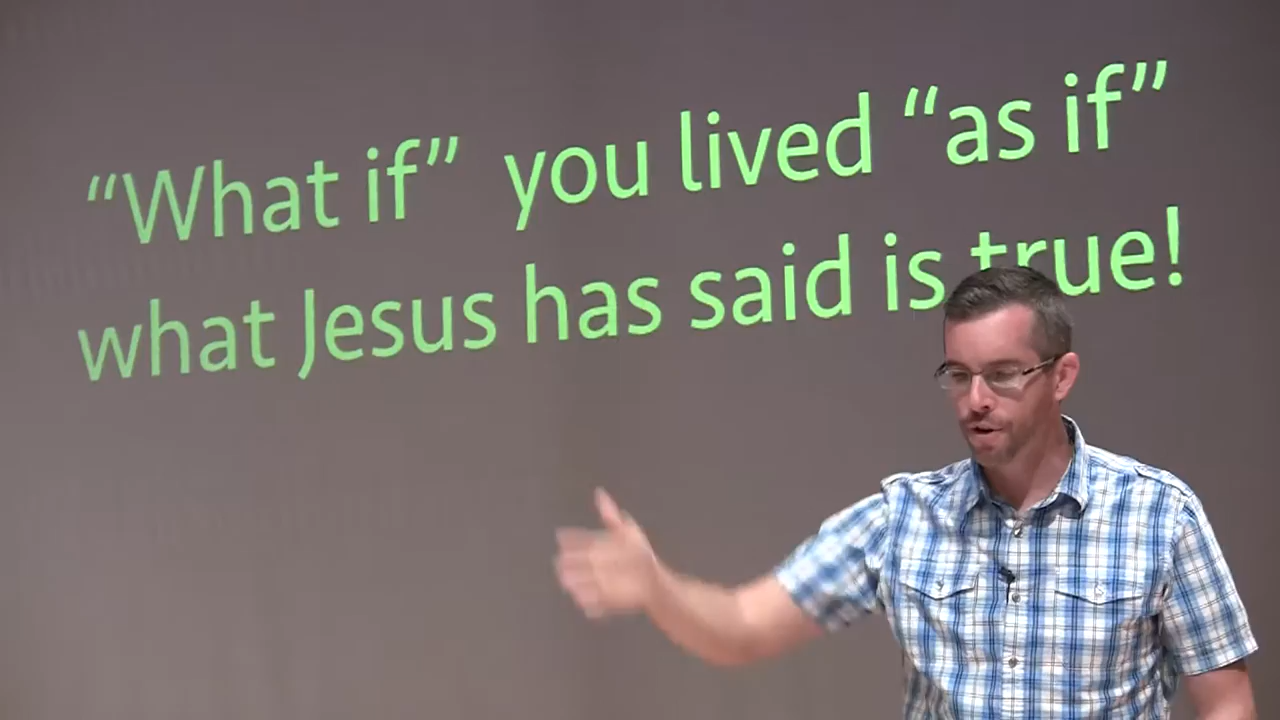 “What if” you lived “as if”
what Jesus has said is true!